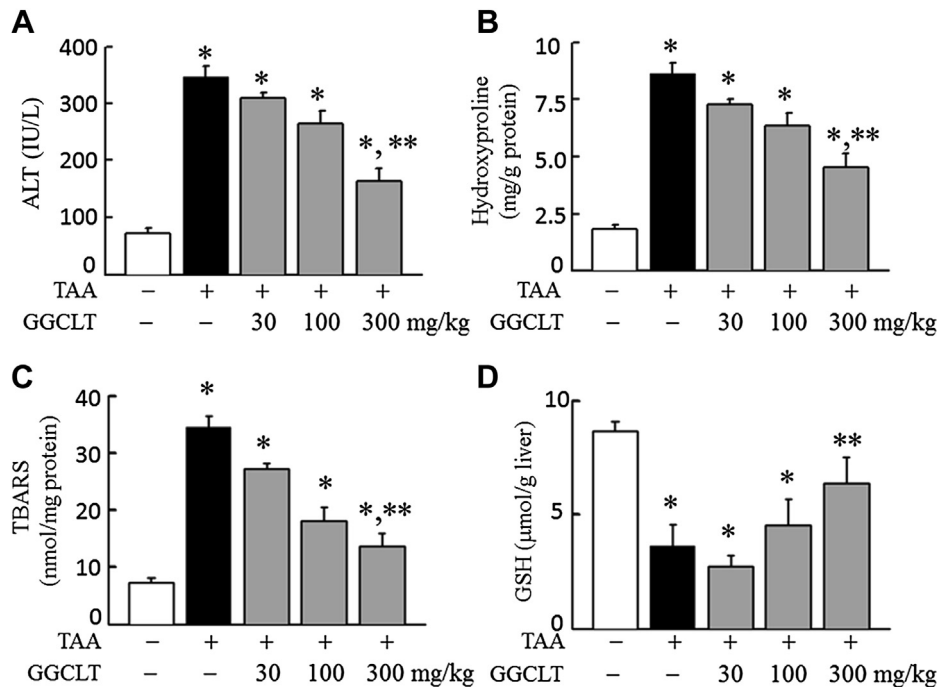 A
ALT (IU/L)
400
300
200
100
0
* * * *, **
TAA − + + + +
GGCLT − − 30 100 300 mg/kg
B
Hydroxyproline
(mg/g protein)
10
7.5
5.0
2.5
0
* * * *,**
TAA − + + + +
GGCLT − − 30 100 300 mg/kg
C
TBARS
(nmol/mg protein)
40
30
20
10
0
* * * *,**
TAA − + + + +
GGCLT − − 30 100 300 mg/kg
D
GSH (μmol/g liver)
10
5
0
* * * **
TAA − + + + +
GGCLT − − 30 100 300 mg/kg